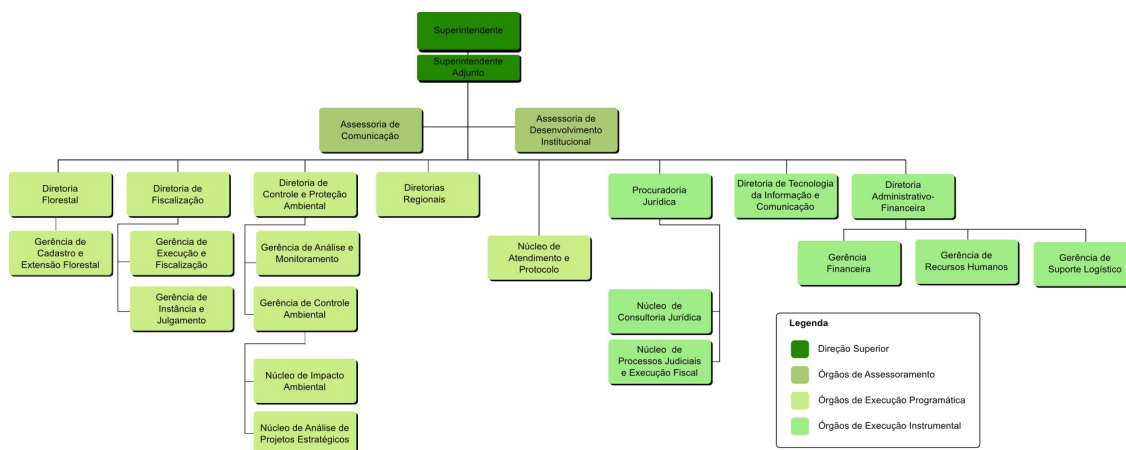 Superintendente
Superintendente
Adjunto
Assessoria de
Comunicação
Assessoria de
Desenvolvimento
Institucional
Diretoria
Florestal
Diretoria de
Fiscalização
Diretoria de
Controle e Proteção
Ambiental
Diretorias
Regionais
Procuradoria
Jurídica
Diretoria de Tecnologia
da Informação e
Comunicação
Diretoria
Administrativo-
Financeira
Gerência de
Cadastro e
Extensão Florestal
Gerência de
Execução e
Fiscalização
Gerência de Análise e
Monitoramento
Núcleo de
Atendimento e
Protocolo
Gerência
Financeira
Gerência de
Recursos Humanos
Gerência de
Suporte Logístico
Gerência de
Instância e
Julgamento
Gerência de Controle
Ambiental
Núcleo de
Consultoria Jurídica
Núcleo de
Processos Judiciais
e Execução Fiscal
Núcleo de Impacto
Ambiental
Núcleo de Análise de
Projetos Estratégicos
Legenda
Direção Superior
Órgãos de Assessoramento
Órgãos de Execução Programática
Órgãos de Execução Instrumental